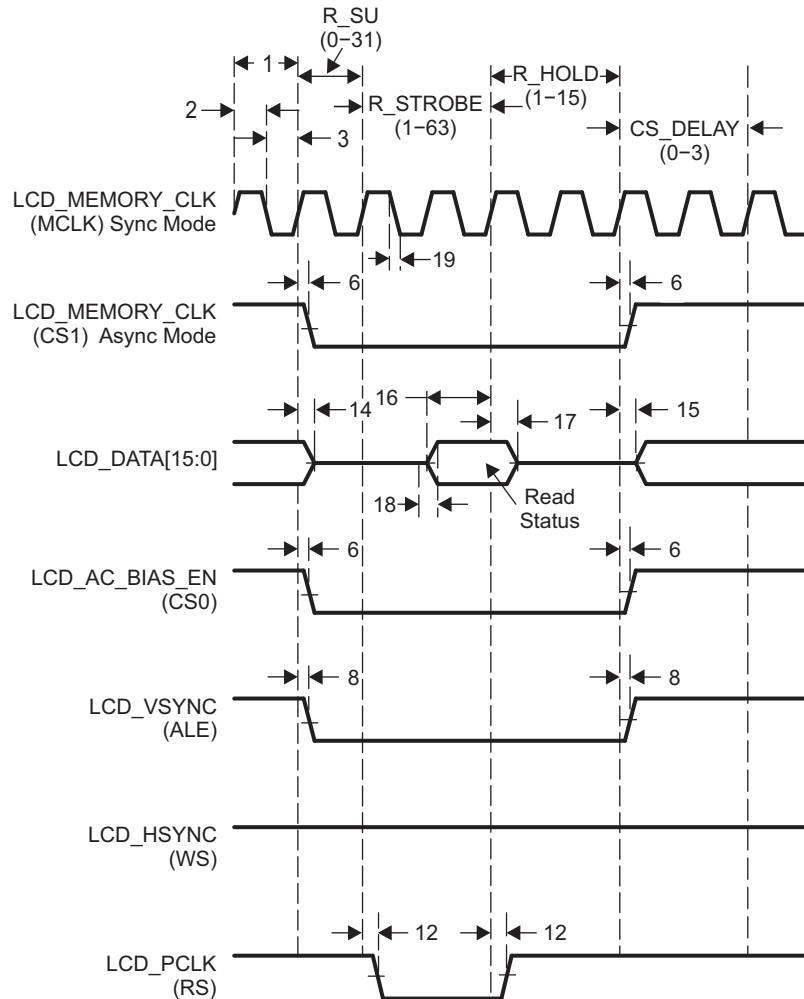 R_SU
(0−31)
1
R_HOLD
(1−15)
R_STROBE
(1−63)
2
CS_DELAY
(0−3)
3
LCD_MEMORY_CLK
(MCLK) Sync Mode
19
6
6
LCD_MEMORY_CLK
(CS1) Async Mode
16
14
17
15
LCD_DATA[15:0]
18
Read
Status
6
6
LCD_AC_BIAS_EN
(CS0)
8
8
LCD_VSYNC
(ALE)
LCD_HSYNC
(WS)
12
12
LCD_PCLK
(RS)